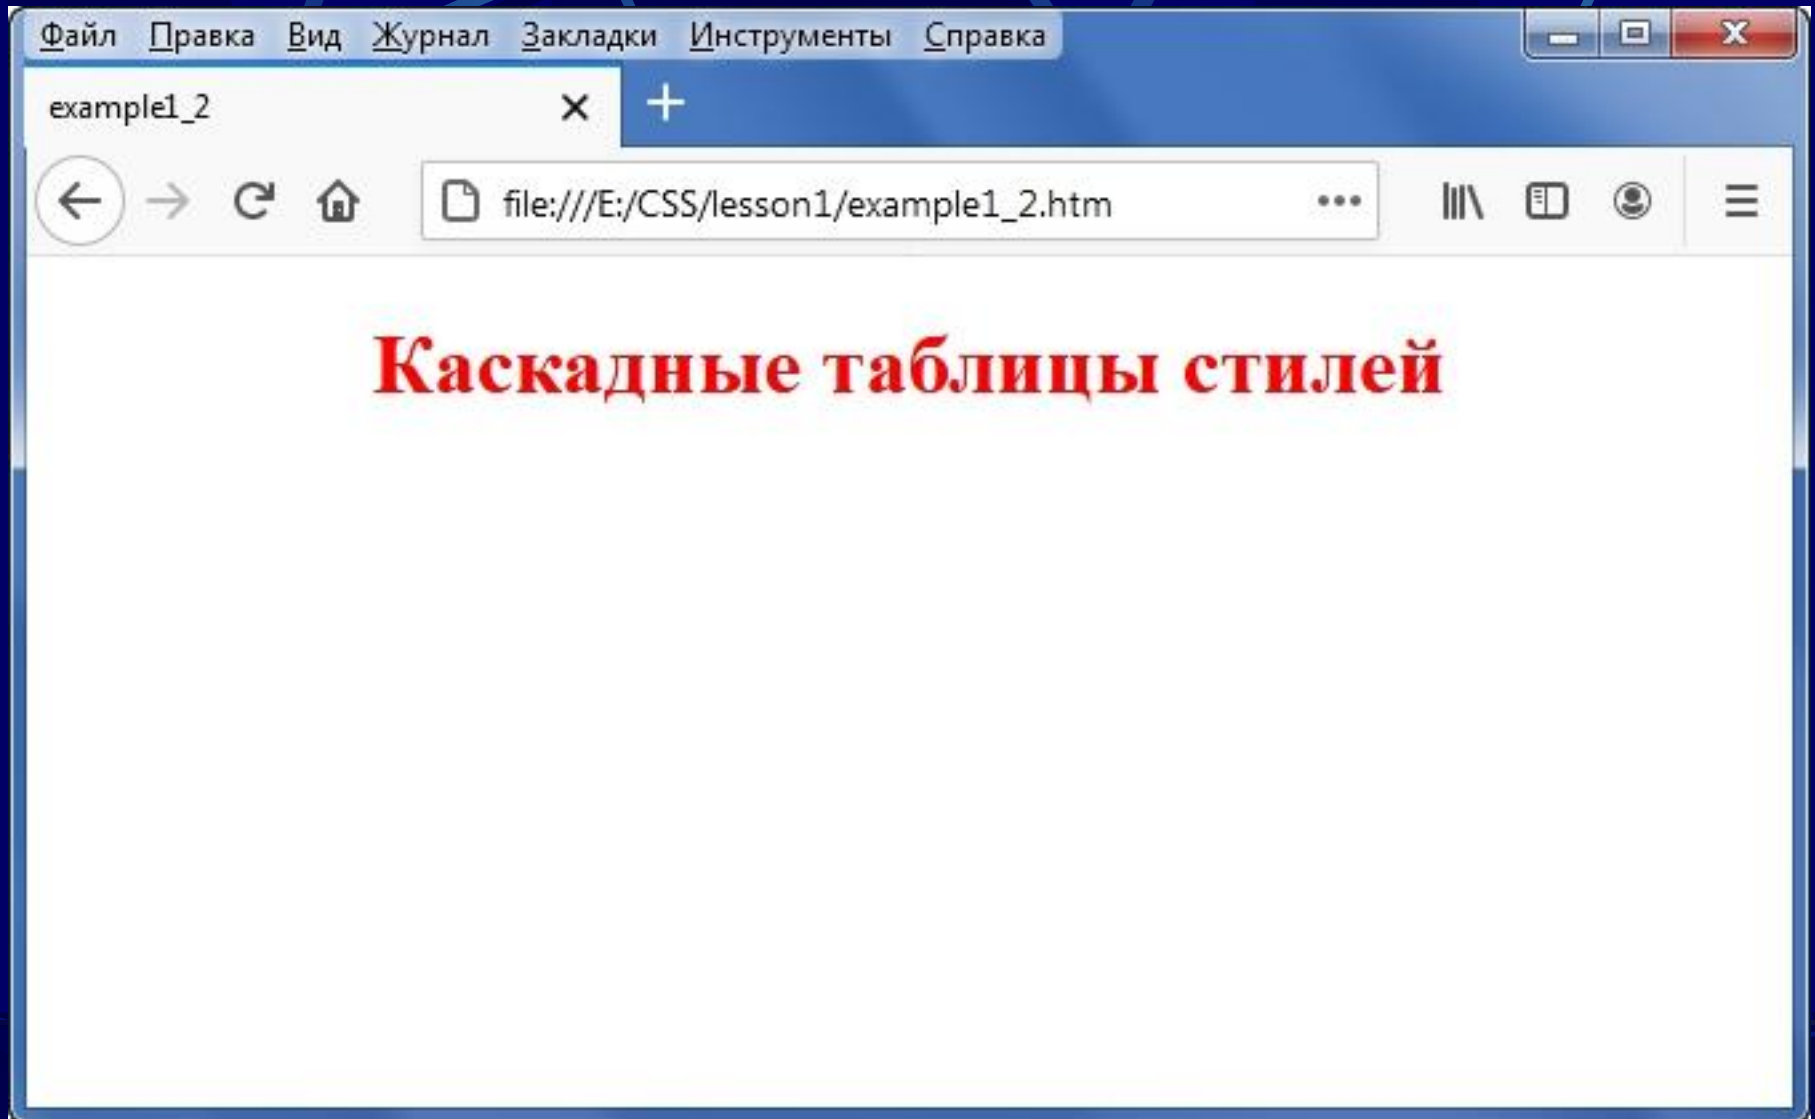 Файл Правка Вид Журнал Закладки Инструменты Справка
example1_2
file:///E:/CSS/lesson1/example1_2.htm
Каскадные таблицы стилей